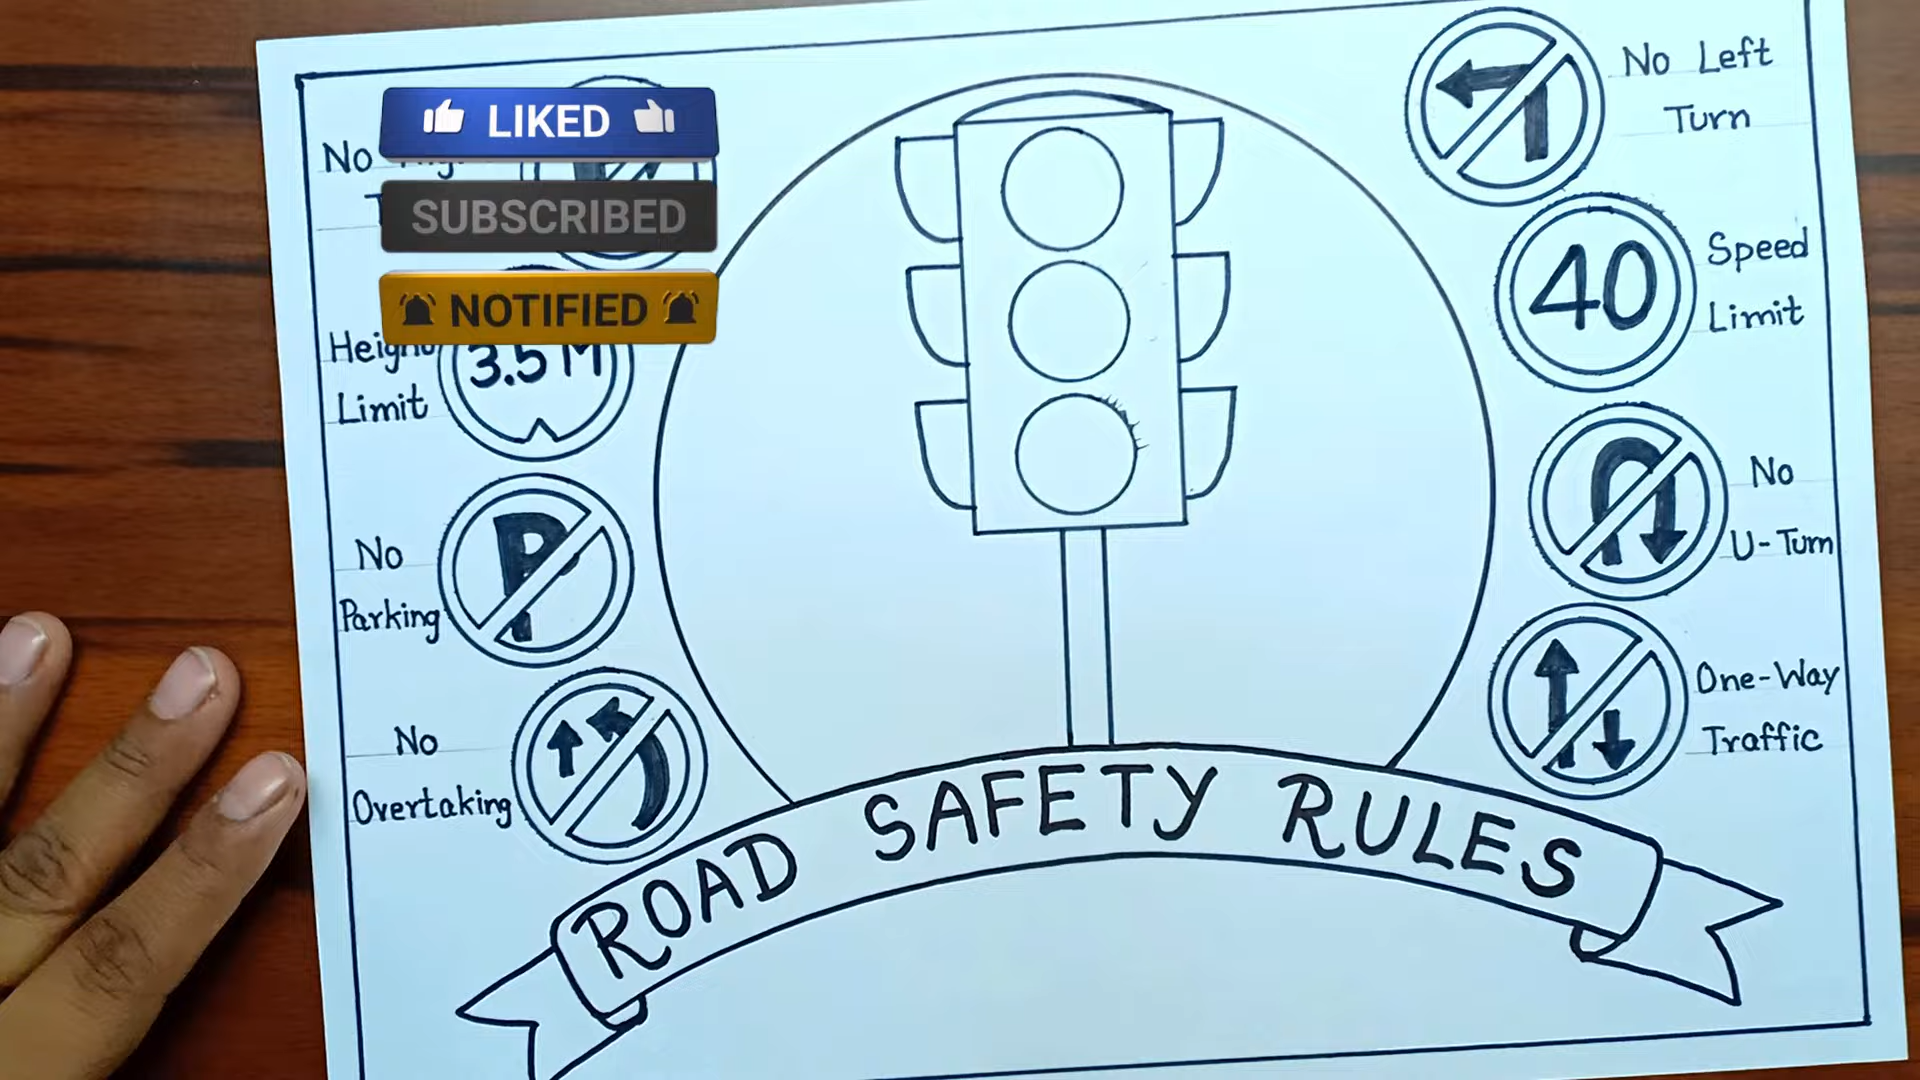 LIKED
SUBSCRIBED
NOTIFIED
No
Height
Limit
3.5 M
No
Parking
No
Overtaking
No Left
Turn
40
Speed
Limit
No
U-Turn
One-Way
Traffic
P
ROAD SAFETY RULES